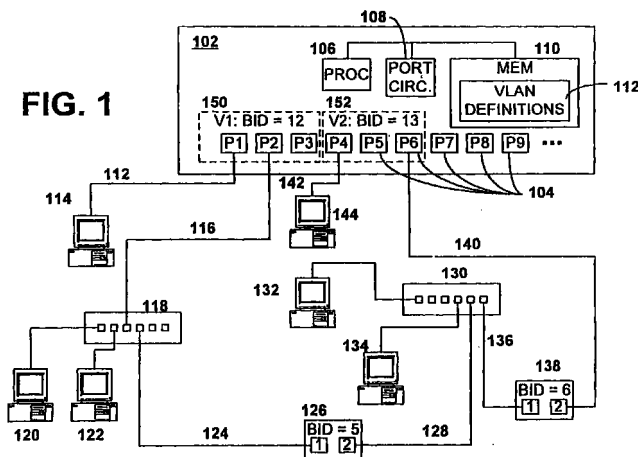 FIG. 1
102
108
106
110
PROC
PORT
CIRC.
MEM
VLAN
DEFINITIONS
112
150
152
V1: BID = 12
V2: BID = 13
P1
P2
P3
P4
P5
P6
P7
P8
P9
•••
104
112
114
116
142
144
140
118
132
130
134
136
138
BID = 6
1
2
120
122
124
126
BID = 5
1
2
128